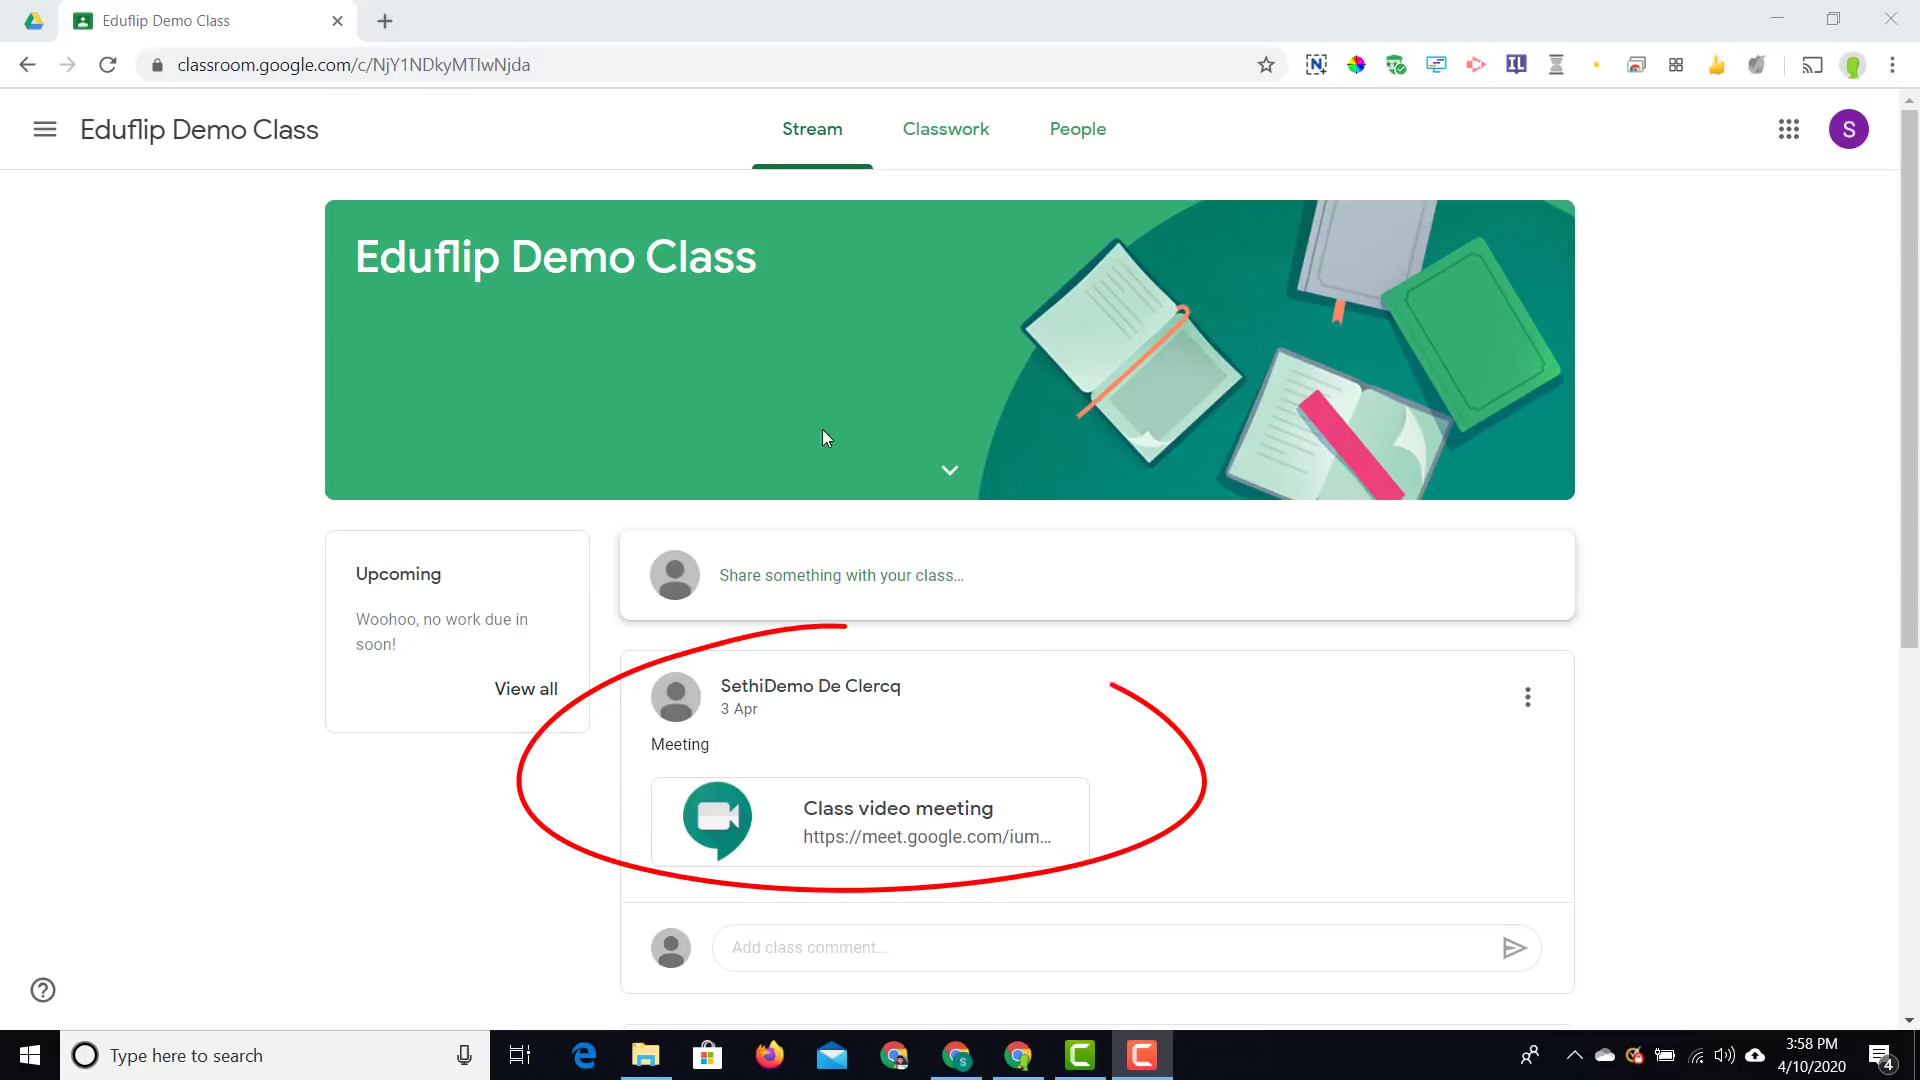 Eduflip Demo Class
classroom.google.com/c/NjY1NDkyMTIwNjda
N
IL
Eduflip Demo Class
Stream
Classwork
People
S
Eduflip Demo Class
Upcoming
Woohoo, no work due in
soon!
View all
Share something with your class...
SethiDemo De Clercq
3 Apr
Meeting
Class video meeting
https://meet.google.com/ium...
Add class comment...
Type here to search
S
3:58 PM
4/10/2020
4